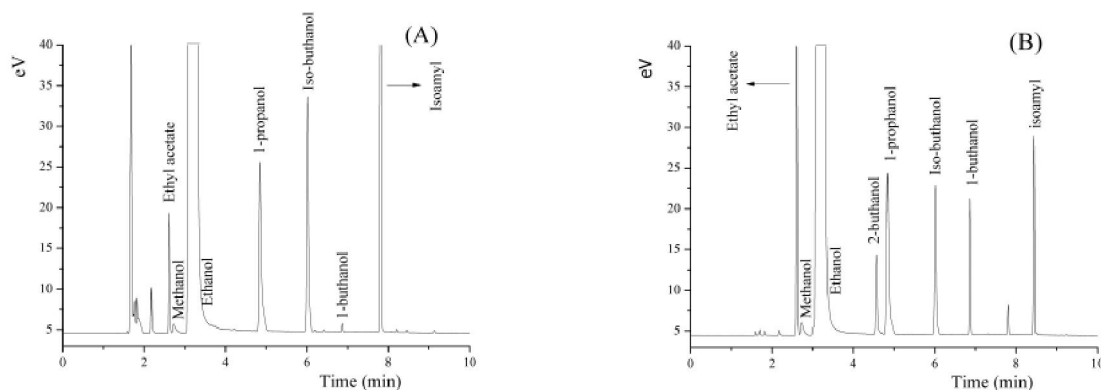 (A)
eV
40
35
30
25
20
15
10
5
Ethyl acetate
Methanol
Ethanol
1-propanol
Iso-buthanol
1-buthanol
Isoamyl
0 2 4 6 8 10
Time (min)
(B)
eV
40
35
30
25
20
15
10
5
Ethyl acetate
Methanol
Ethanol
2-buthanol
1-prophanol
Iso-buthanol
1-buthanol
isoamyl
0 2 4 6 8 10
Time (min)